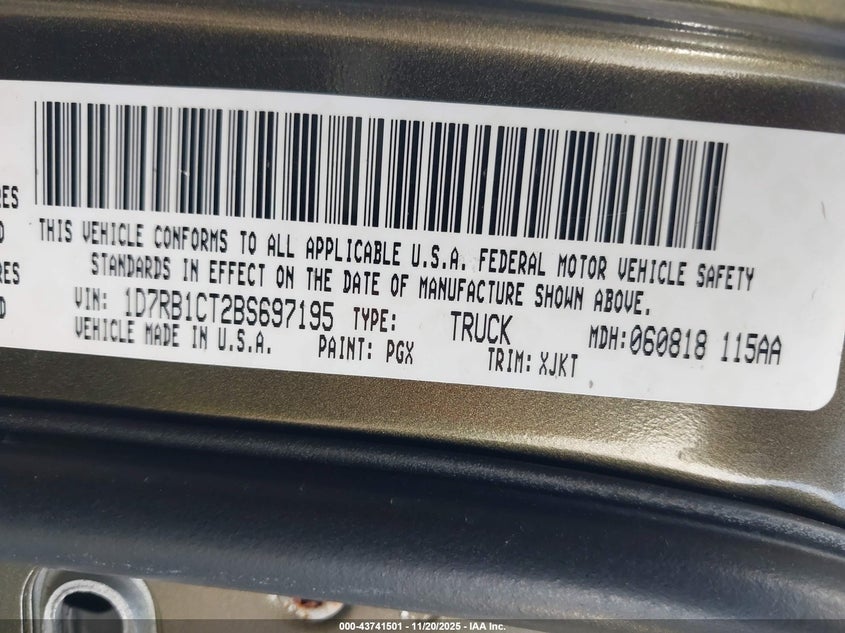 RES
D
RES
D
THIS VEHICLE CONFORMS TO ALL APPLICABLE U.S.A. FEDERAL MOTOR VEHICLE SAFETY
STANDARDS IN EFFECT ON THE DATE OF MANUFACTURE SHOWN ABOVE.
VIN: 1D7RB1CT2BS697195 TYPE: TRUCK MDH:060818 115AA
VEHICLE MADE IN U.S.A. PAINT: PGX TRIM: XJKT
000-43741501 - 11/20/2025 - IAA Inc.